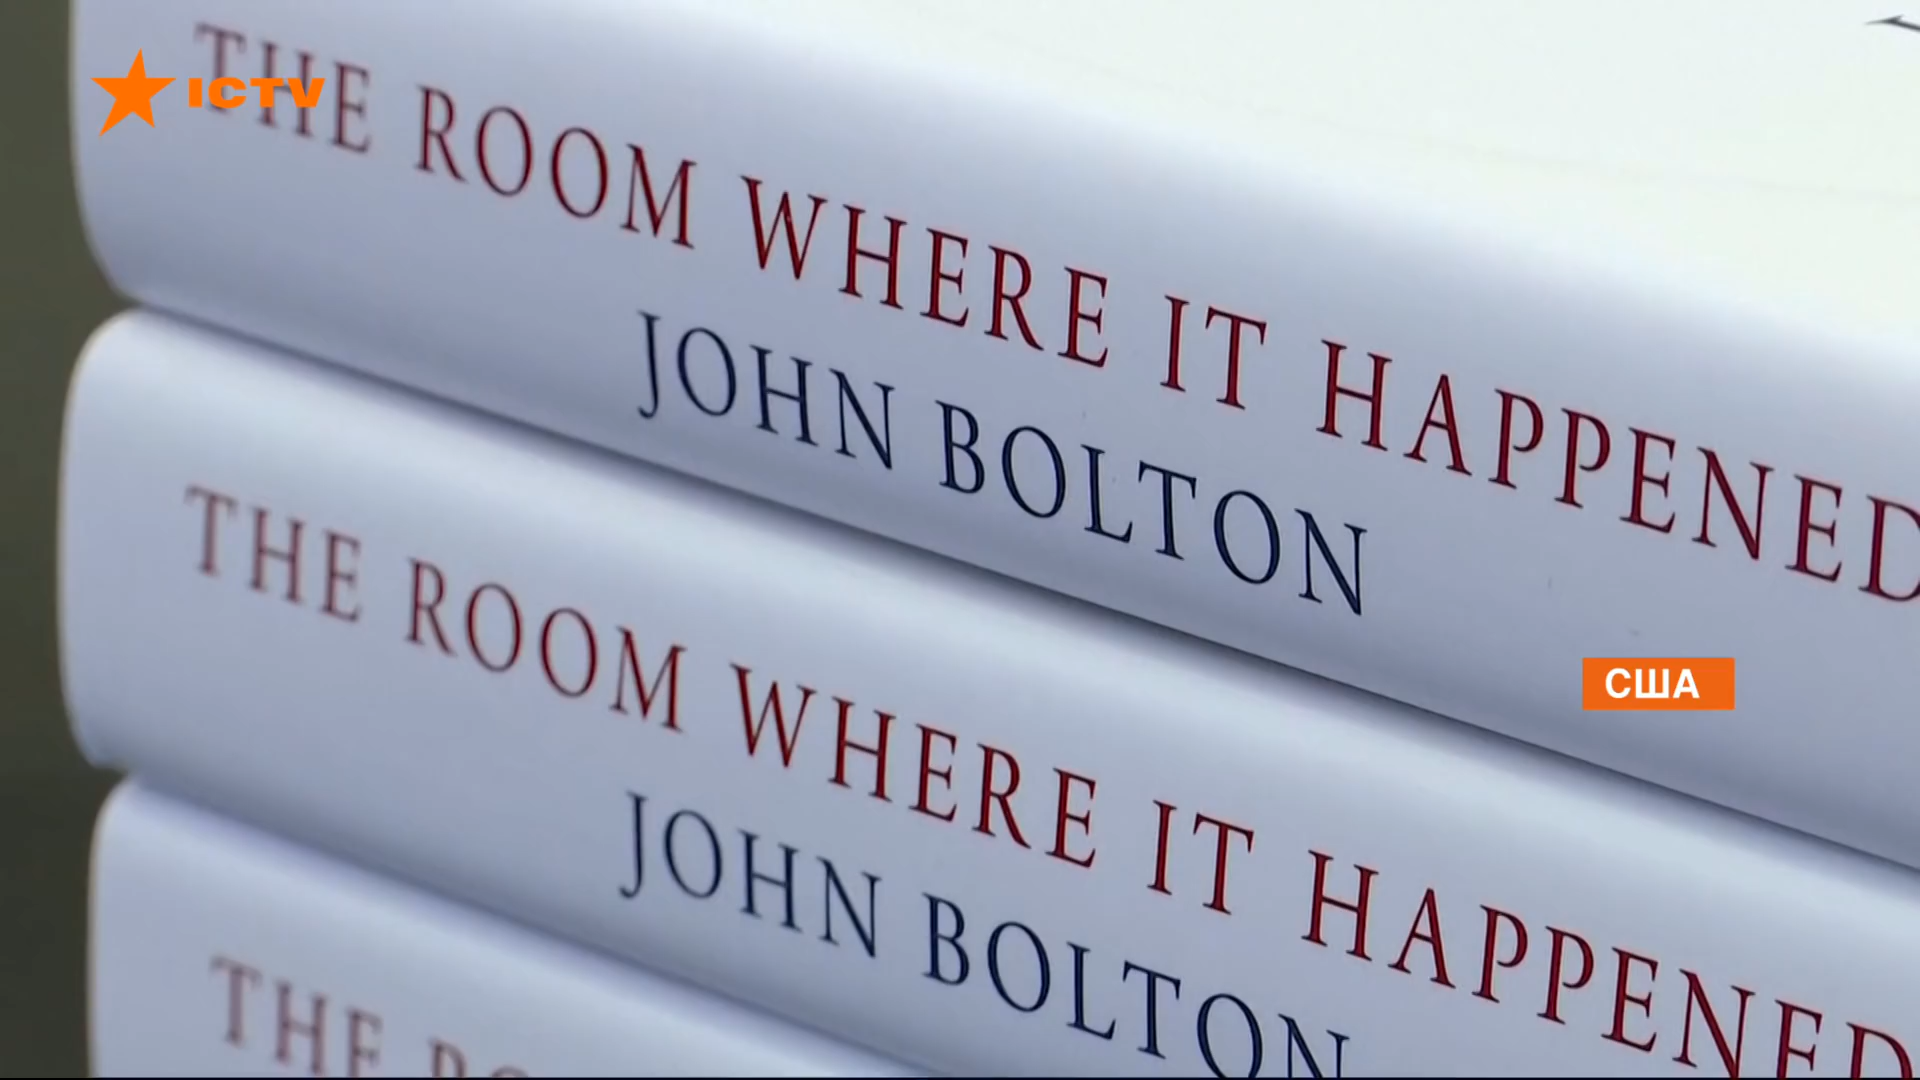 ICTV
THE ROOM WHERE IT HAPPENED
JOHN BOLTON
США
THE ROOM WHERE IT HAPPENED
JOHN BOLTON
THE